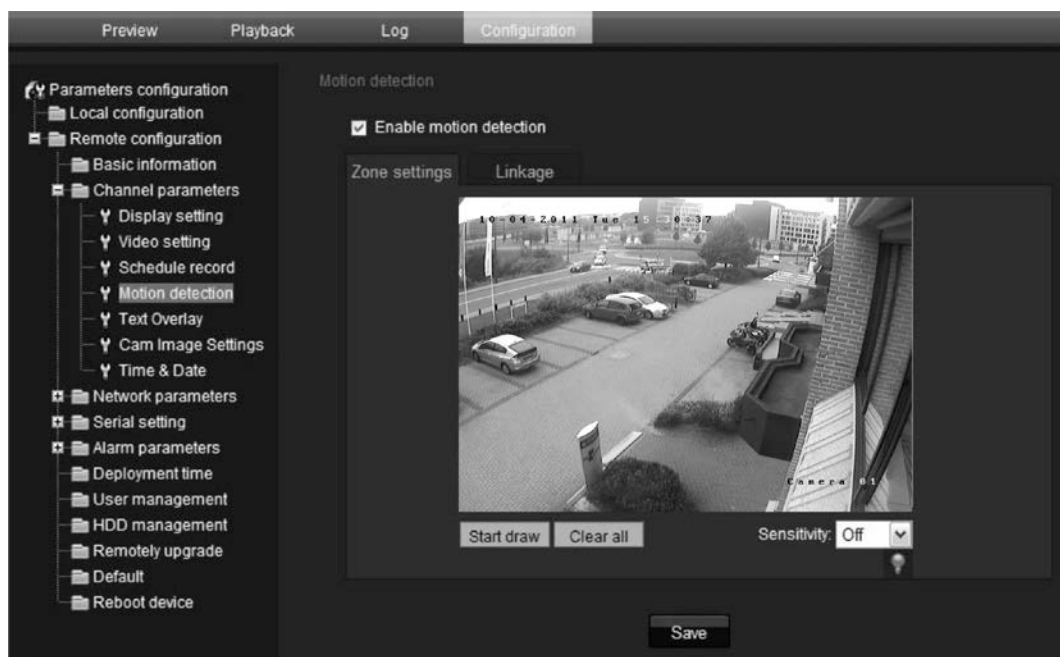 Preview Playback Log Configuration
Parameters configuration
Local configuration
Remote configuration
Basic information
Channel parameters
Display setting
Video setting
Schedule record
Motion detection
Text Overlay
Cam Image Settings
Time & Date
Network parameters
Serial setting
Alarm parameters
Deployment time
User management
HDD management
Remotely upgrade
Default
Reboot device
Motion detection
Enable motion detection
Zone settings Linkage
10-04-2011 Tue 15:30:37
Camera 01
Start draw Clear all Sensitivity: Off
Save